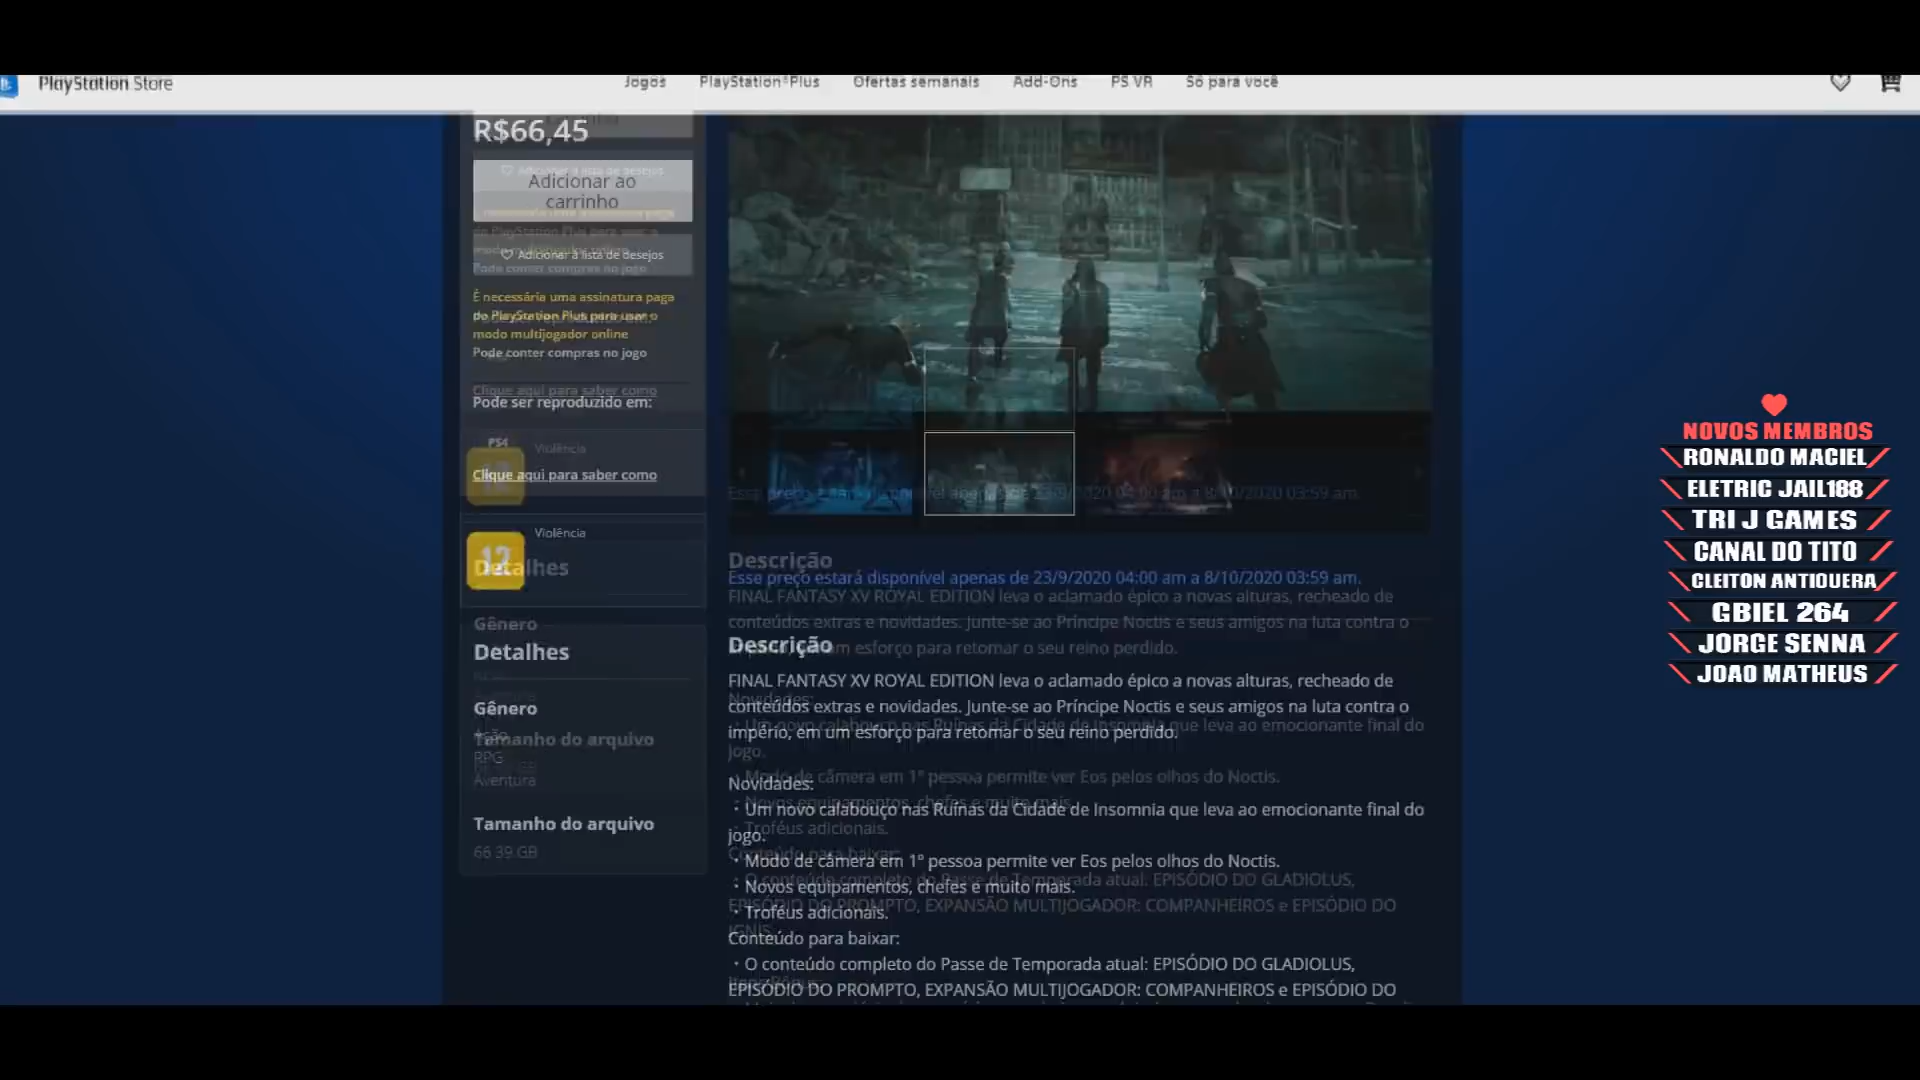 PlayStation Store
Jogos
PlayStation®Plus
Ofertas semanais
Add-Ons
PS VR
Só para você
R$66,45
Adicionar ao
carrinho
Adicionar à lista de desejos
É necessária uma assinatura paga
do PlayStation Plus para usar o
modo multijogador online
Pode conter compras no jogo
Pode ser reproduzido em:
PS4
Clique aqui para saber como
12
Violência
Detalhes
Gênero
Ação
RPG
Aventura
Tamanho do arquivo
66.39 GB
Esse preço estará disponível apenas de 23/9/2020 04:00 am a 8/10/2020 03:59 am.
Descrição
FINAL FANTASY XV ROYAL EDITION leva o aclamado épico a novas alturas, recheado de
conteúdos extras e novidades. Junte-se ao Príncipe Noctis e seus amigos na luta contra o
império, em um esforço para retomar o seu reino perdido.
Novidades:
・Um novo calabouço nas Ruínas da Cidade de Insomnia que leva ao emocionante final do
jogo.
・Modo de câmera em 1ª pessoa permite ver Eos pelos olhos do Noctis.
・Novos equipamentos, chefes e muito mais.
・Troféus adicionais.
Conteúdo para baixar:
・O conteúdo completo do Passe de Temporada atual: EPISÓDIO DO GLADIOLUS,
EPISÓDIO DO PROMPTO, EXPANSÃO MULTIJOGADOR: COMPANHEIROS e EPISÓDIO DO
NOVOS MEMBROS
RONALDO MACIEL
ELETRIC JAIL188
TRI J GAMES
CANAL DO TITO
CLEITON ANTIQUERA
GBIEL 264
JORGE SENNA
JOAO MATHEUS